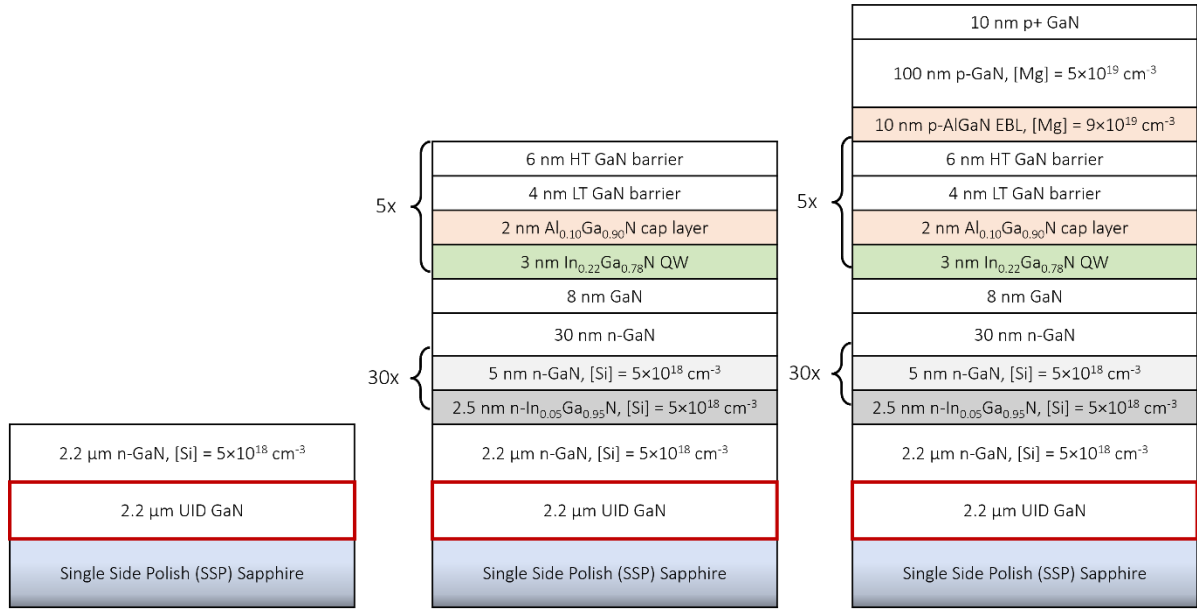 2.2 µm n-GaN, [Si] = 5×10¹⁸ cm⁻³
2.2 µm UID GaN
Single Side Polish (SSP) Sapphire
5x
6 nm HT GaN barrier
4 nm LT GaN barrier
2 nm Al₀.₁₀Ga₀.₉₀N cap layer
3 nm In₀.₂₂Ga₀.₇₈N QW
8 nm GaN
30 nm n-GaN
30x
5 nm n-GaN, [Si] = 5×10¹⁸ cm⁻³
2.5 nm n-In₀.₀₅Ga₀.₉₅N, [Si] = 5×10¹⁸ cm⁻³
2.2 µm n-GaN, [Si] = 5×10¹⁸ cm⁻³
2.2 µm UID GaN
Single Side Polish (SSP) Sapphire
10 nm p+ GaN
100 nm p-GaN, [Mg] = 5×10¹⁹ cm⁻³
10 nm p-AlGaN EBL, [Mg] = 9×10¹⁹ cm⁻³
5x
6 nm HT GaN barrier
4 nm LT GaN barrier
2 nm Al₀.₁₀Ga₀.₉₀N cap layer
3 nm In₀.₂₂Ga₀.₇₈N QW
8 nm GaN
30 nm n-GaN
30x
5 nm n-GaN, [Si] = 5×10¹⁸ cm⁻³
2.5 nm n-In₀.₀₅Ga₀.₉₅N, [Si] = 5×10¹⁸ cm⁻³
2.2 µm n-GaN, [Si] = 5×10¹⁸ cm⁻³
2.2 µm UID GaN
Single Side Polish (SSP) Sapphire